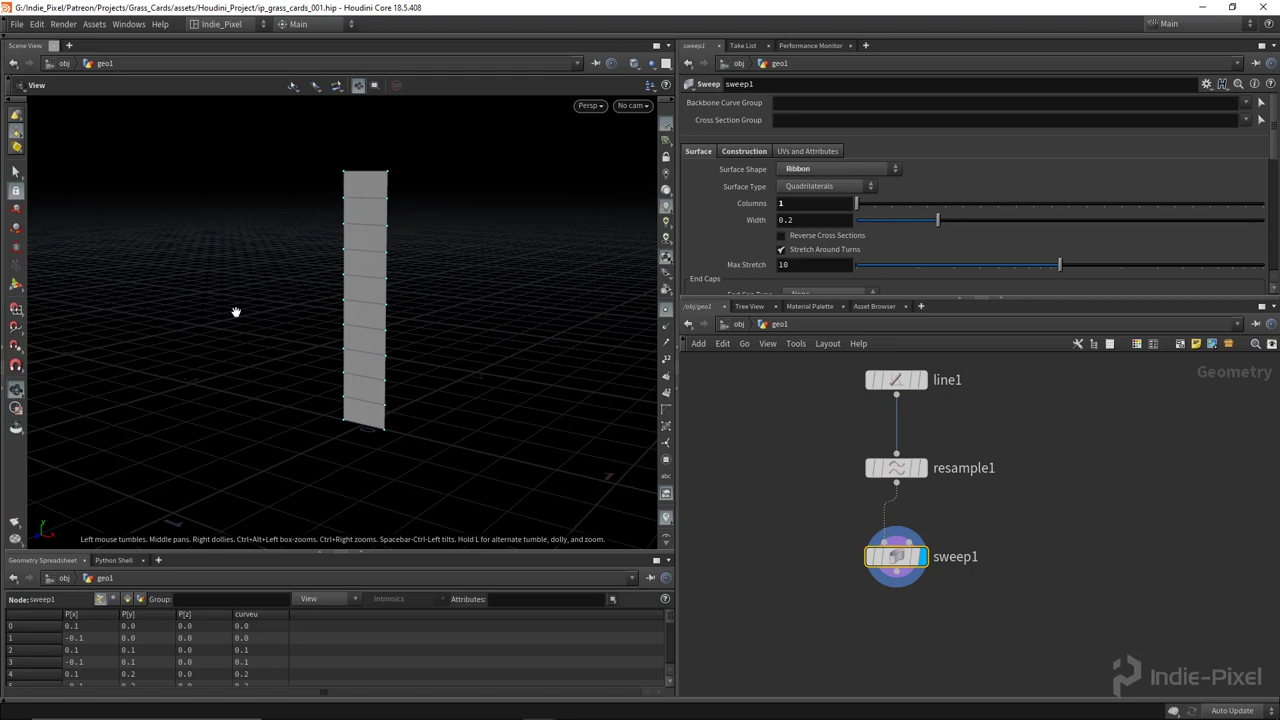 G:/Indie_Pixel/Patreon/Projects/Grass_Cards/assets/Houdini_Project/ip_grass_cards_001.hip - Houdini Core 18.5.408
File Edit Render Assets Windows Help Indie_Pixel Main Main
Scene View
obj geo1
View
Persp No cam
Left mouse tumbles. Middle pans. Right dollies. Ctrl+Alt+Left box-zooms. Ctrl+Right zooms. Spacebar-Ctrl-Left tilts. Hold L for alternate tumble, dolly, and zoom.
abc
Geometry Spreadsheet Python Shell
obj geo1
Node: sweep1 Group: View Intrinsics Attributes:
P[x] P[y] P[z] curveu
0 0.1 0.0 0.0 0.0
1 -0.1 0.0 0.0 0.0
2 0.1 0.1 0.0 0.1
3 -0.1 0.1 0.0 0.1
4 0.1 0.2 0.0 0.2
sweep1 Take List Performance Monitor
obj geo1
Sweep sweep1
Backbone Curve Group
Cross Section Group
Surface Construction UVs and Attributes
Surface Shape Ribbon
Surface Type Quadrilaterals
Columns 1
Width 0.2
Reverse Cross Sections
Stretch Around Turns
Max Stretch 10
End Caps
/obj/geo1 Tree View Material Palette Asset Browser
obj geo1
Add Edit Go View Tools Layout Help
Geometry
line1
resample1
sweep1
Indie-Pixel
Auto Update